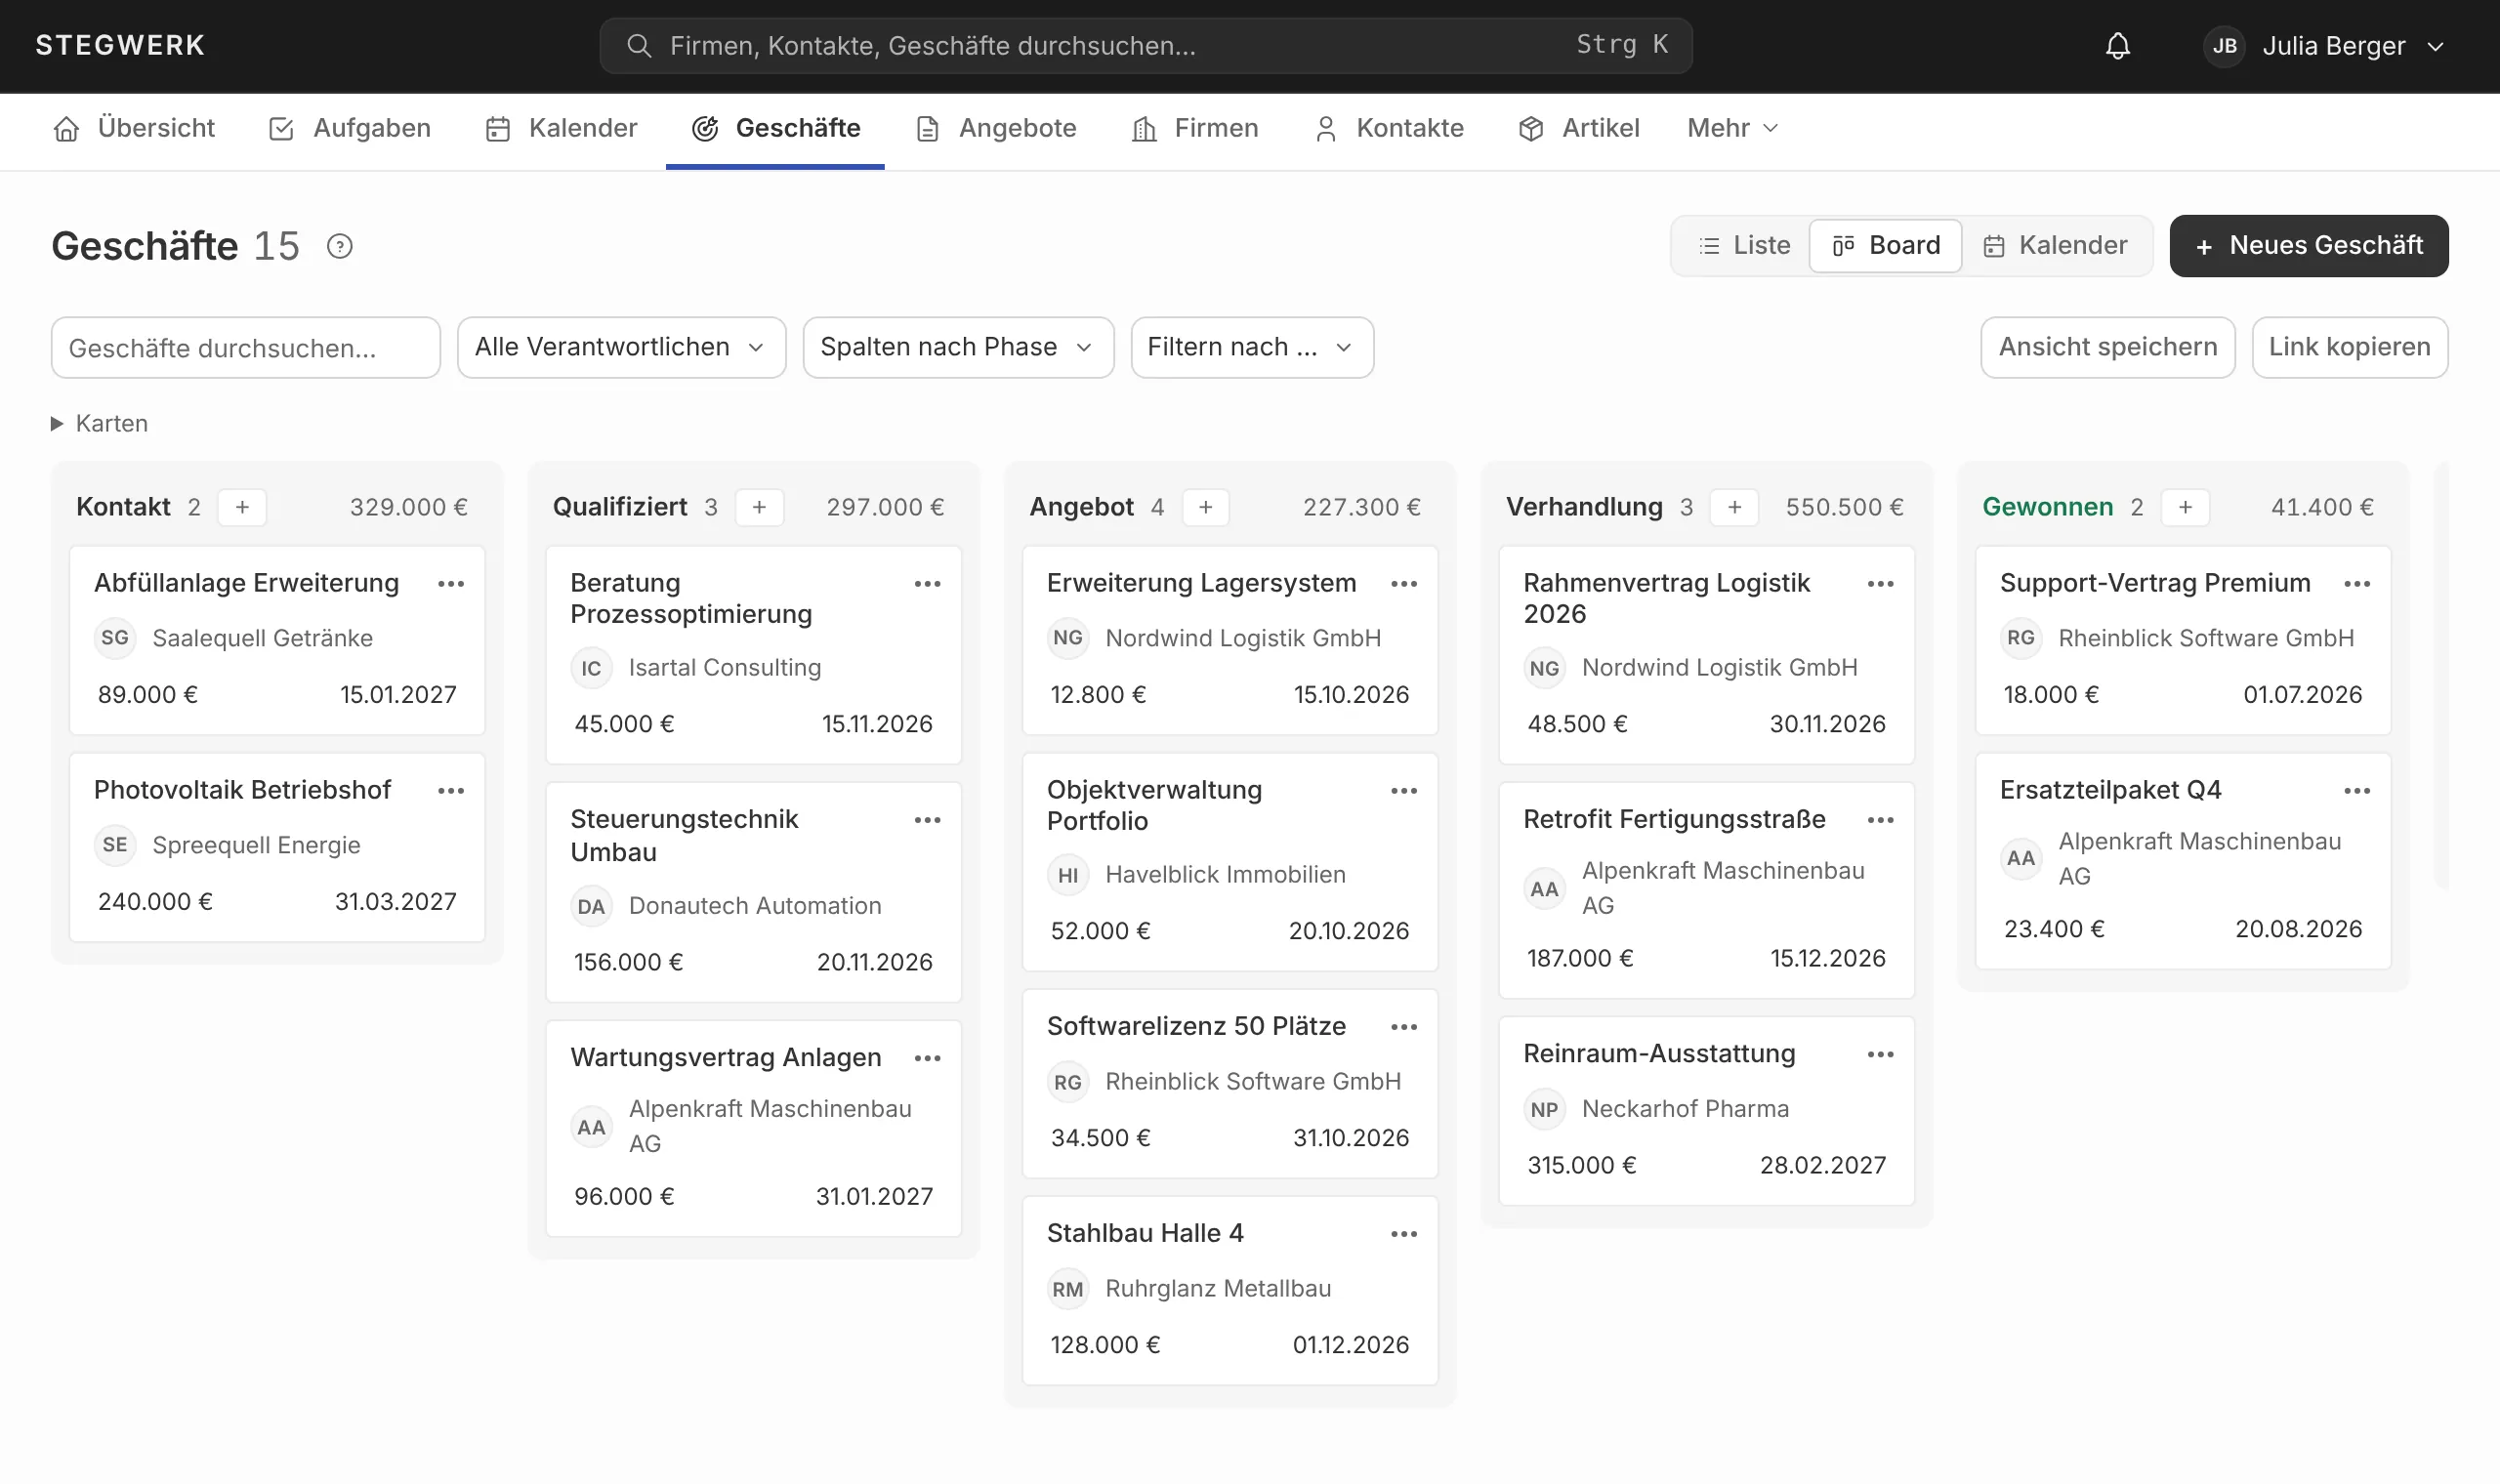 STEGWERK
Firmen, Kontakte, Geschäfte durchsuchen...
Strg K
JB
Julia Berger
Übersicht
Aufgaben
Kalender
Geschäfte
Angebote
Firmen
Kontakte
Artikel
Mehr
Geschäfte 15
?
Liste
Board
Kalender
+ Neues Geschäft
Geschäfte durchsuchen...
Alle Verantwortlichen
Spalten nach Phase
Filtern nach ...
Ansicht speichern
Link kopieren
Karten
Kontakt 2 + 329.000 €
Abfüllanlage Erweiterung
SG Saalequell Getränke
89.000 € 15.01.2027
Photovoltaik Betriebshof
SE Spreequell Energie
240.000 € 31.03.2027
Qualifiziert 3 + 297.000 €
Beratung
Prozessoptimierung
IC Isartal Consulting
45.000 € 15.11.2026
Steuerungstechnik
Umbau
DA Donautech Automation
156.000 € 20.11.2026
Wartungsvertrag Anlagen
AA Alpenkraft Maschinenbau
AG
96.000 € 31.01.2027
Angebot 4 + 227.300 €
Erweiterung Lagersystem
NG Nordwind Logistik GmbH
12.800 € 15.10.2026
Objektverwaltung
Portfolio
HI Havelblick Immobilien
52.000 € 20.10.2026
Softwarelizenz 50 Plätze
RG Rheinblick Software GmbH
34.500 € 31.10.2026
Stahlbau Halle 4
RM Ruhrglanz Metallbau
128.000 € 01.12.2026
Verhandlung 3 + 550.500 €
Rahmenvertrag Logistik
2026
NG Nordwind Logistik GmbH
48.500 € 30.11.2026
Retrofit Fertigungsstraße
AA Alpenkraft Maschinenbau
AG
187.000 € 15.12.2026
Reinraum-Ausstattung
NP Neckarhof Pharma
315.000 € 28.02.2027
Gewonnen 2 + 41.400 €
Support-Vertrag Premium
RG Rheinblick Software GmbH
18.000 € 01.07.2026
Ersatzteilpaket Q4
AA Alpenkraft Maschinenbau
AG
23.400 € 20.08.2026